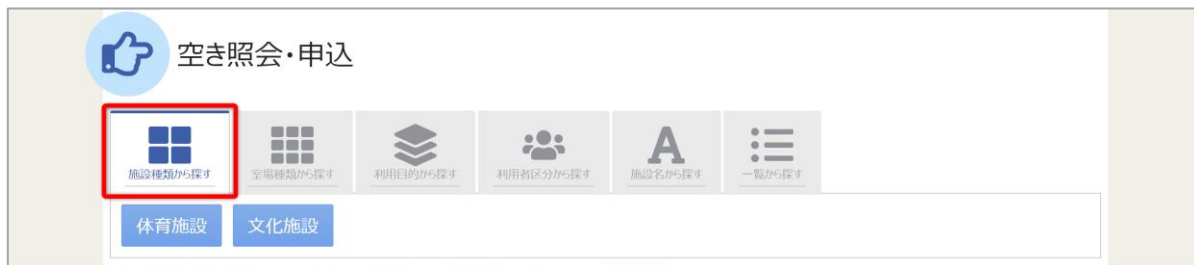 空き照会・申込
施設種類から探す
室場種類から探す
利用目的から探す
利用者区分から探す
施設名から探す
一覧から探す
体育施設
文化施設